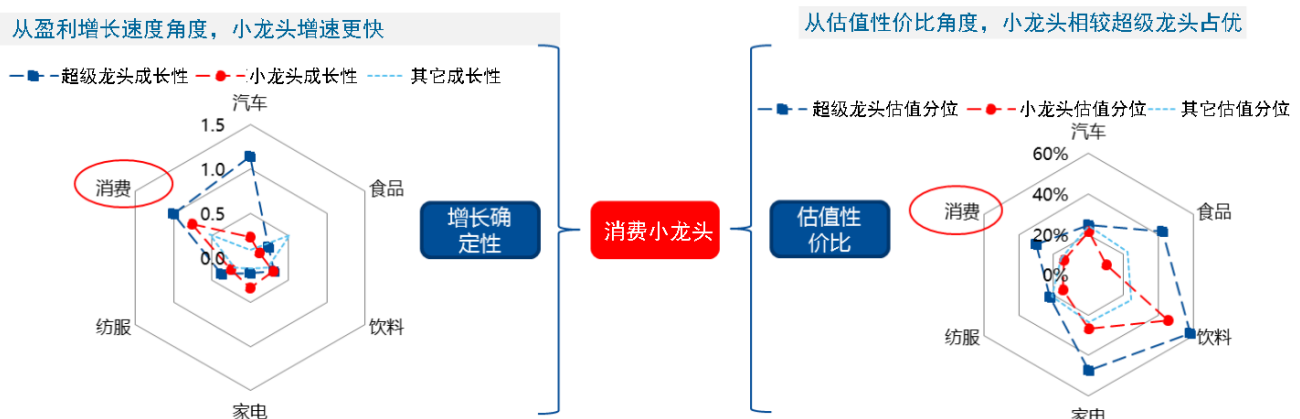 从盈利增长速度角度，小龙头增速更快
从估值性价比角度，小龙头相较超级龙头占优
超级龙头成长性
小龙头成长性
其它成长性
汽车
1.5
1.0
0.5
0.0
食品
饮料
家电
纺服
消费
增长确
定性
消费小龙头
估值性
价比
超级龙头估值分位
小龙头估值分位
其它估值分位
汽车
60%
40%
20%
0%
食品
饮料
家电
纺服
消费